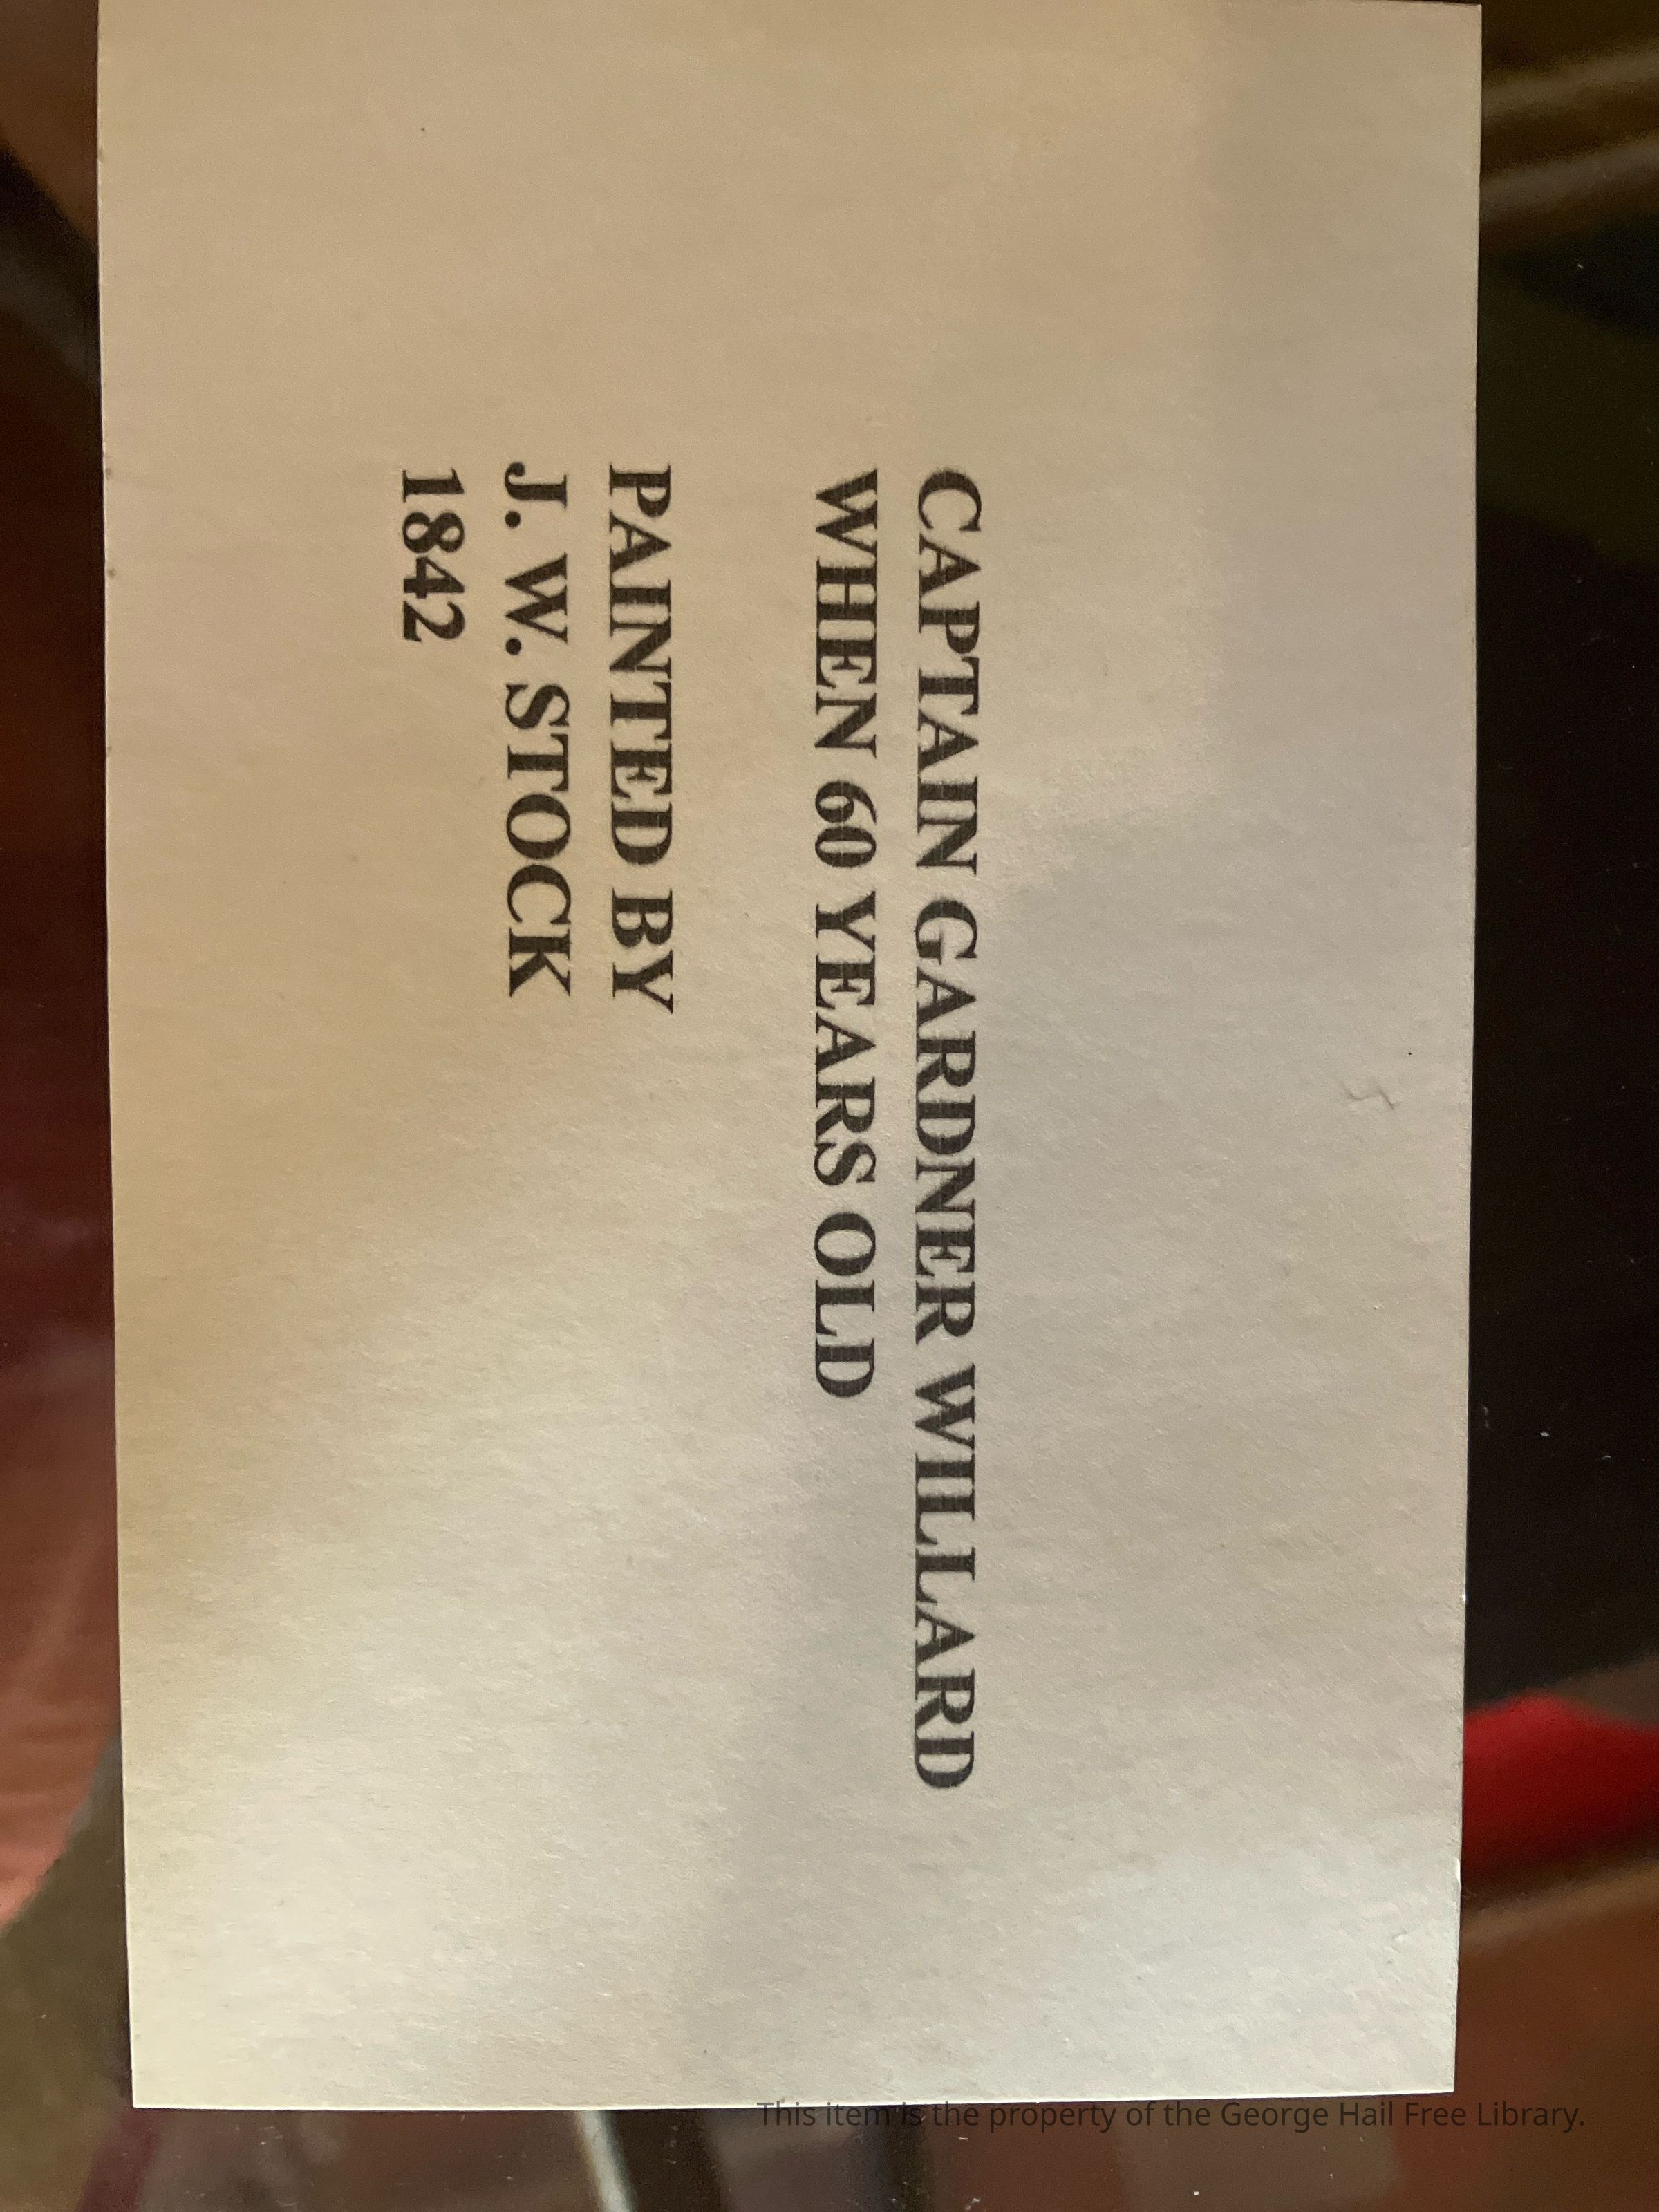 CAPTAIN GARDNER WILLARD
WHEN 60 YEARS OLD
PAINTED BY
J. W. STOCK
1842
This item is the property of the George Hail Free Library.